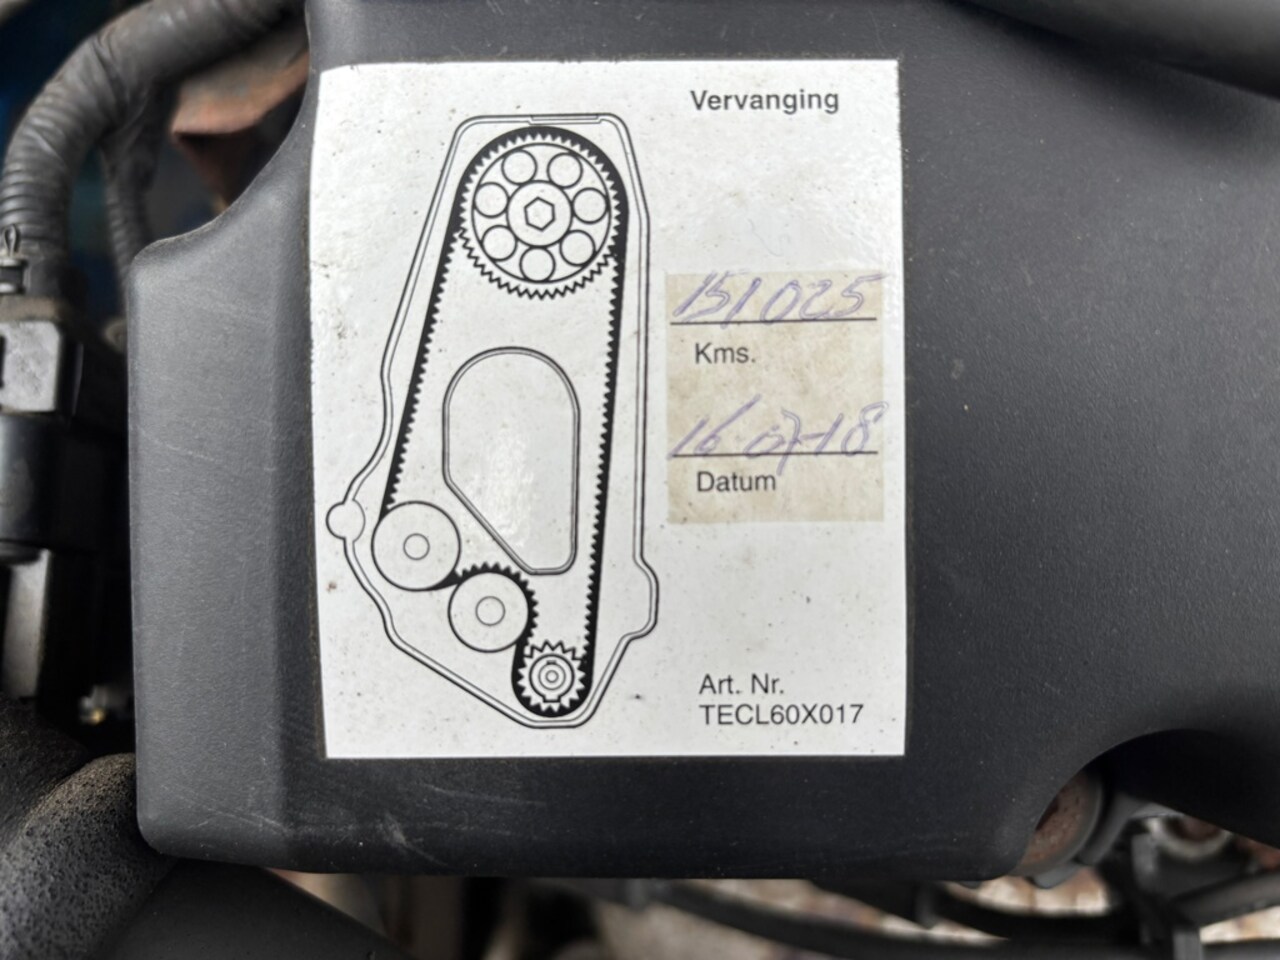 Vervanging
151025
Kms.
16 07-18
Datum
Art. Nr.
TECL60X017